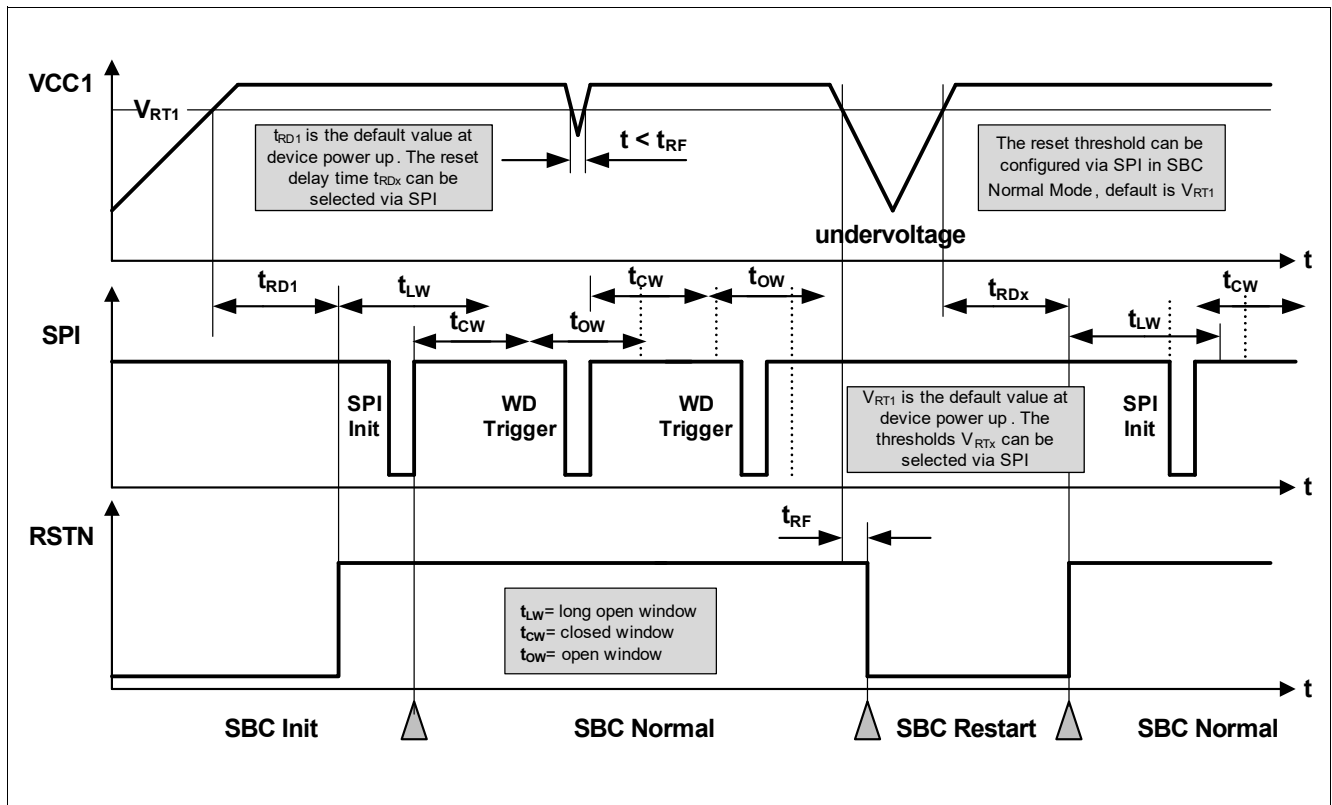 VCC1
VRT1
tRD1 is the default value at
device power up . The reset
delay time tRDx can be
selected via SPI
t < tRF
The reset threshold can be
configured via SPI in SBC
Normal Mode , default is VRT1
undervoltage
t
tRD1
tLW
tCW
tOW
tRDx
tCW
SPI
tCW
tOW
tLW
SPI
Init
WD
Trigger
WD
Trigger
VRT1 is the default value at
device power up . The
thresholds VRTx can be
selected via SPI
SPI
Init
t
RSTN
tRF
tLW= long open window
tCW= closed window
tOW= open window
t
SBC Init
SBC Normal
SBC Restart
SBC Normal